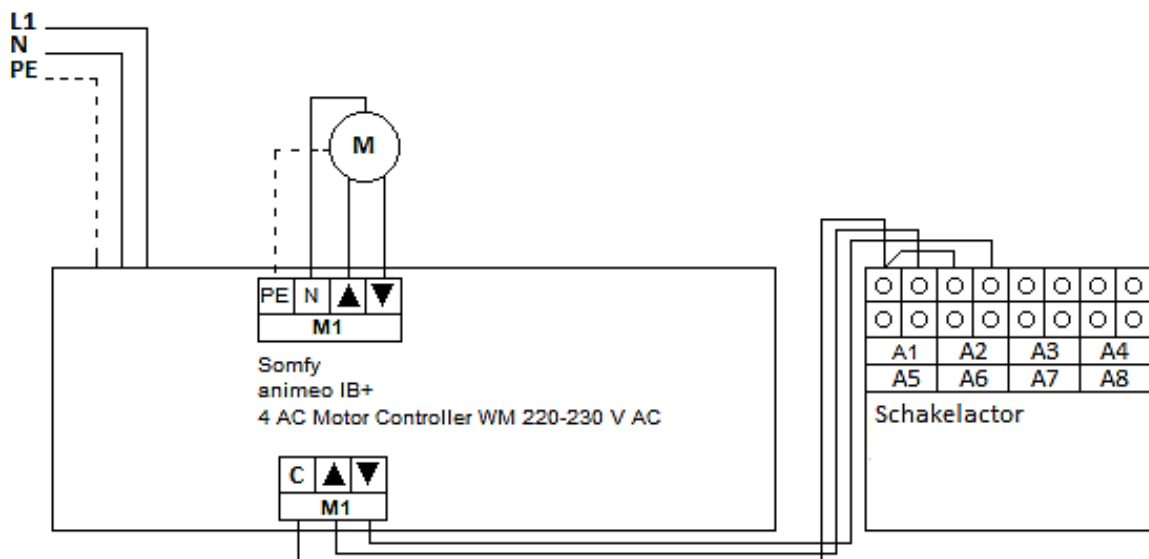 L1
N
PE
M
PE N ▲ ▼
M1
Somfy
animeo IB+
4 AC Motor Controller WM 220-230 V AC
C ▲ ▼
M1
A1 A2 A3 A4
A5 A6 A7 A8
Schakelactor